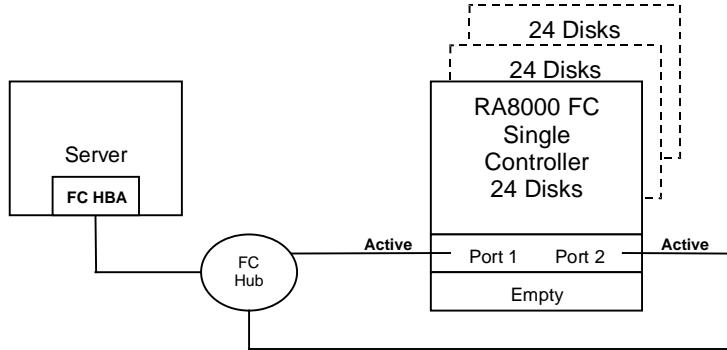 24 Disks
24 Disks
RA8000 FC
Single
Controller
24 Disks
Server
FC HBA
Active
Port 1
Port 2
Active
FC
Hub
Empty